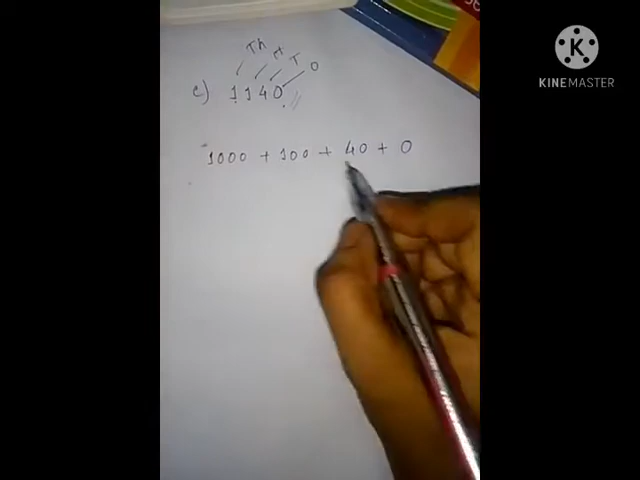 Th H T O
c) 1140
1000 + 100 + 40 + 0
KINEMASTER